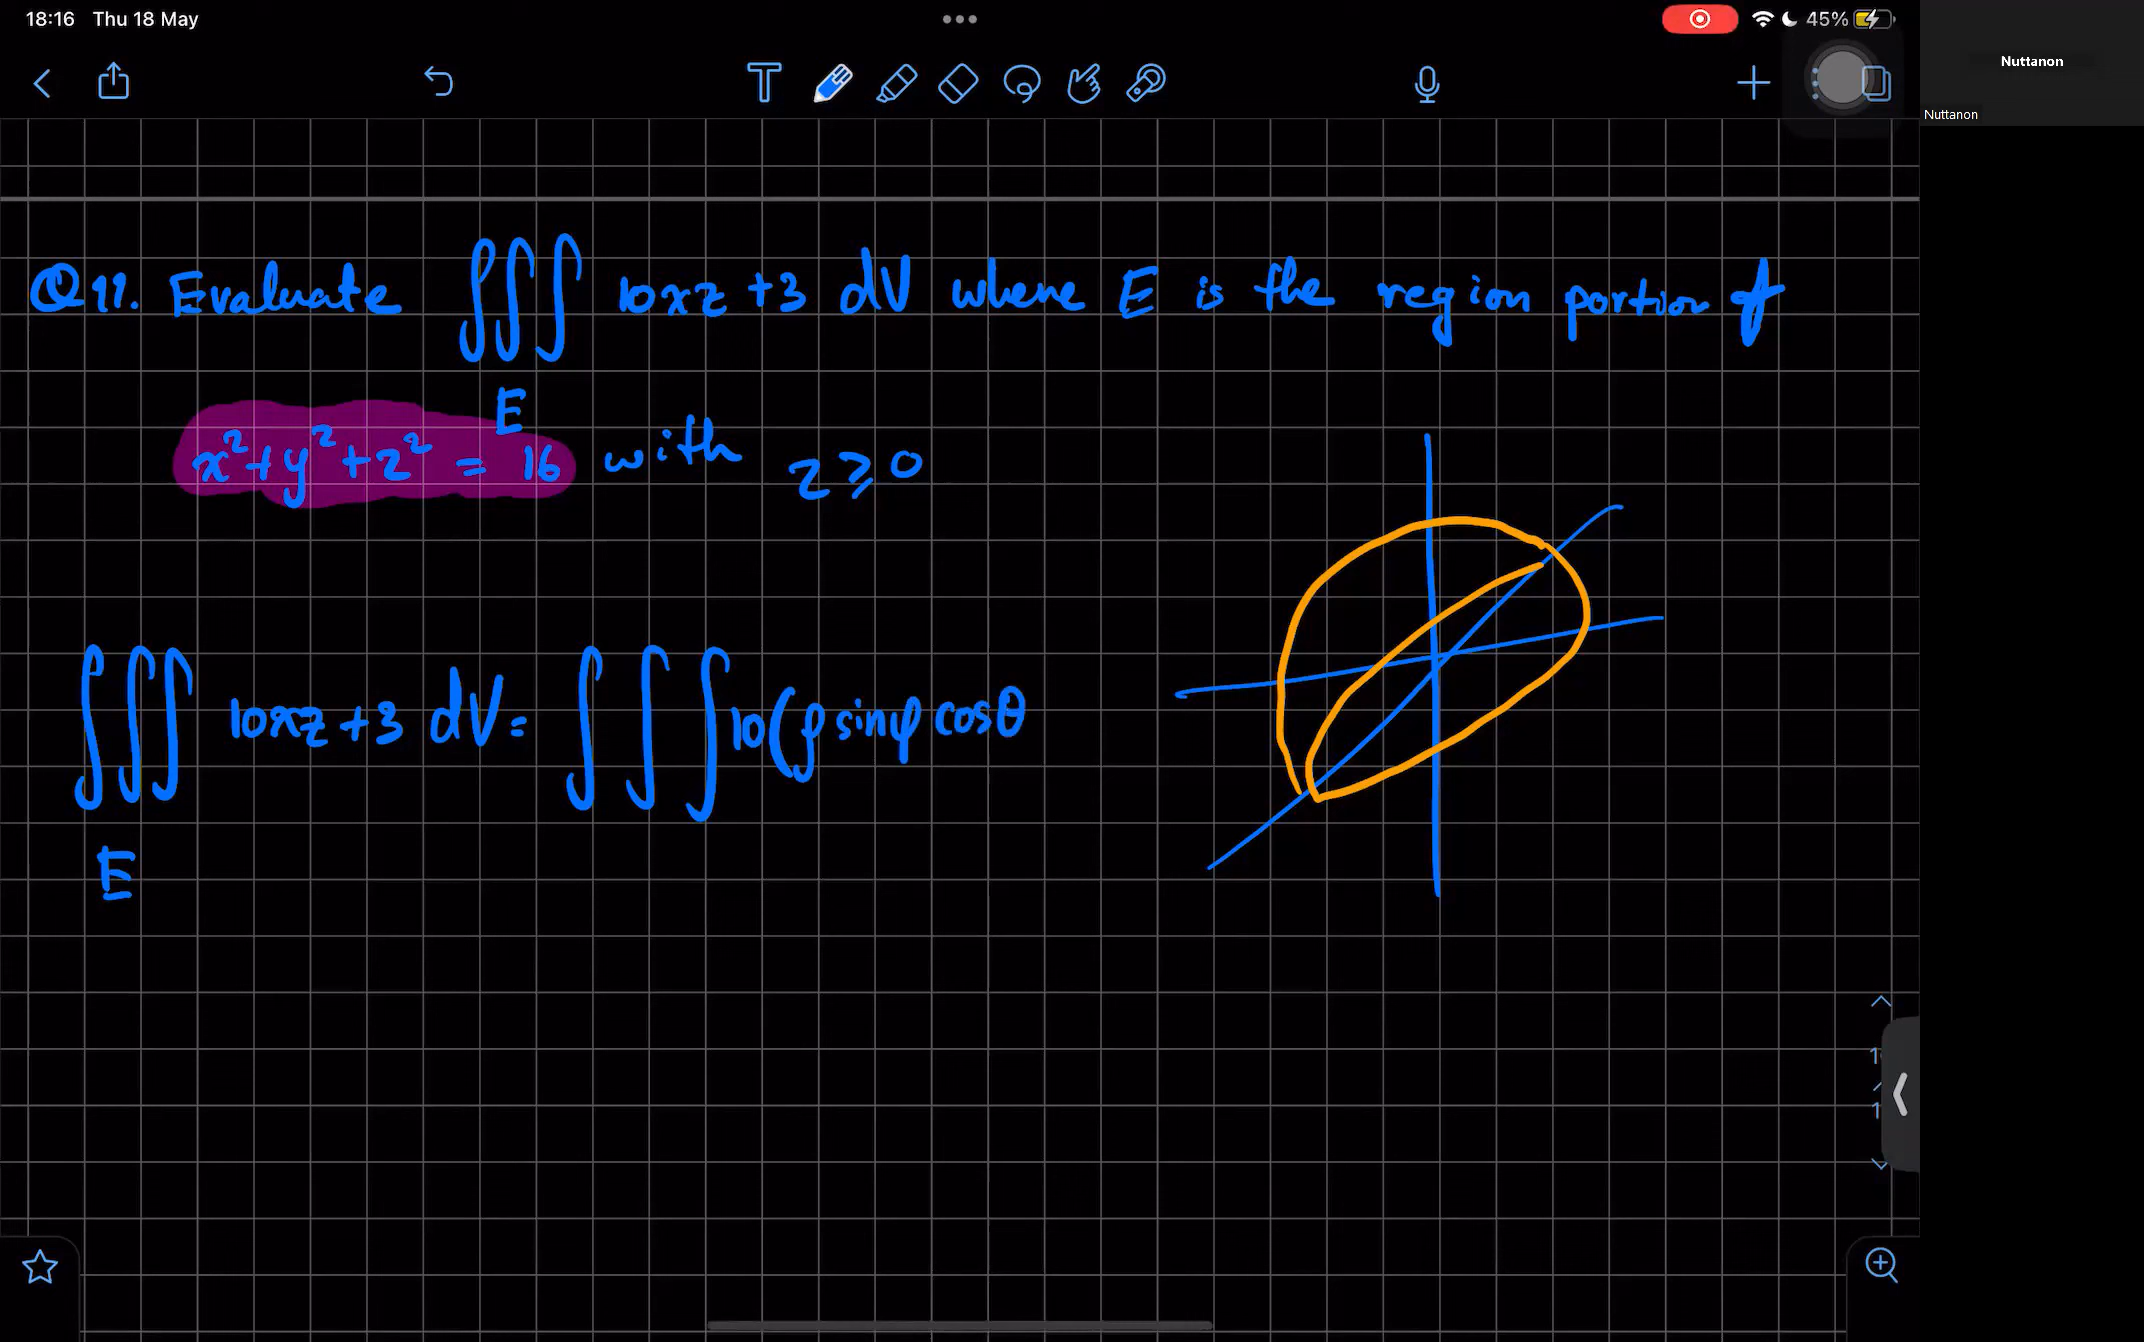 18:16 Thu 18 May
45%
Nuttanon
Nuttanon
Q11. Evaluate ∭ 10xz + 3 dV where E is the region portion of
E
x² + y² + z² = 16 with z ≥ 0
∭ 10xz + 3 dV = ∫ ∫ ∫ 10(ρ sinφ cosθ
E